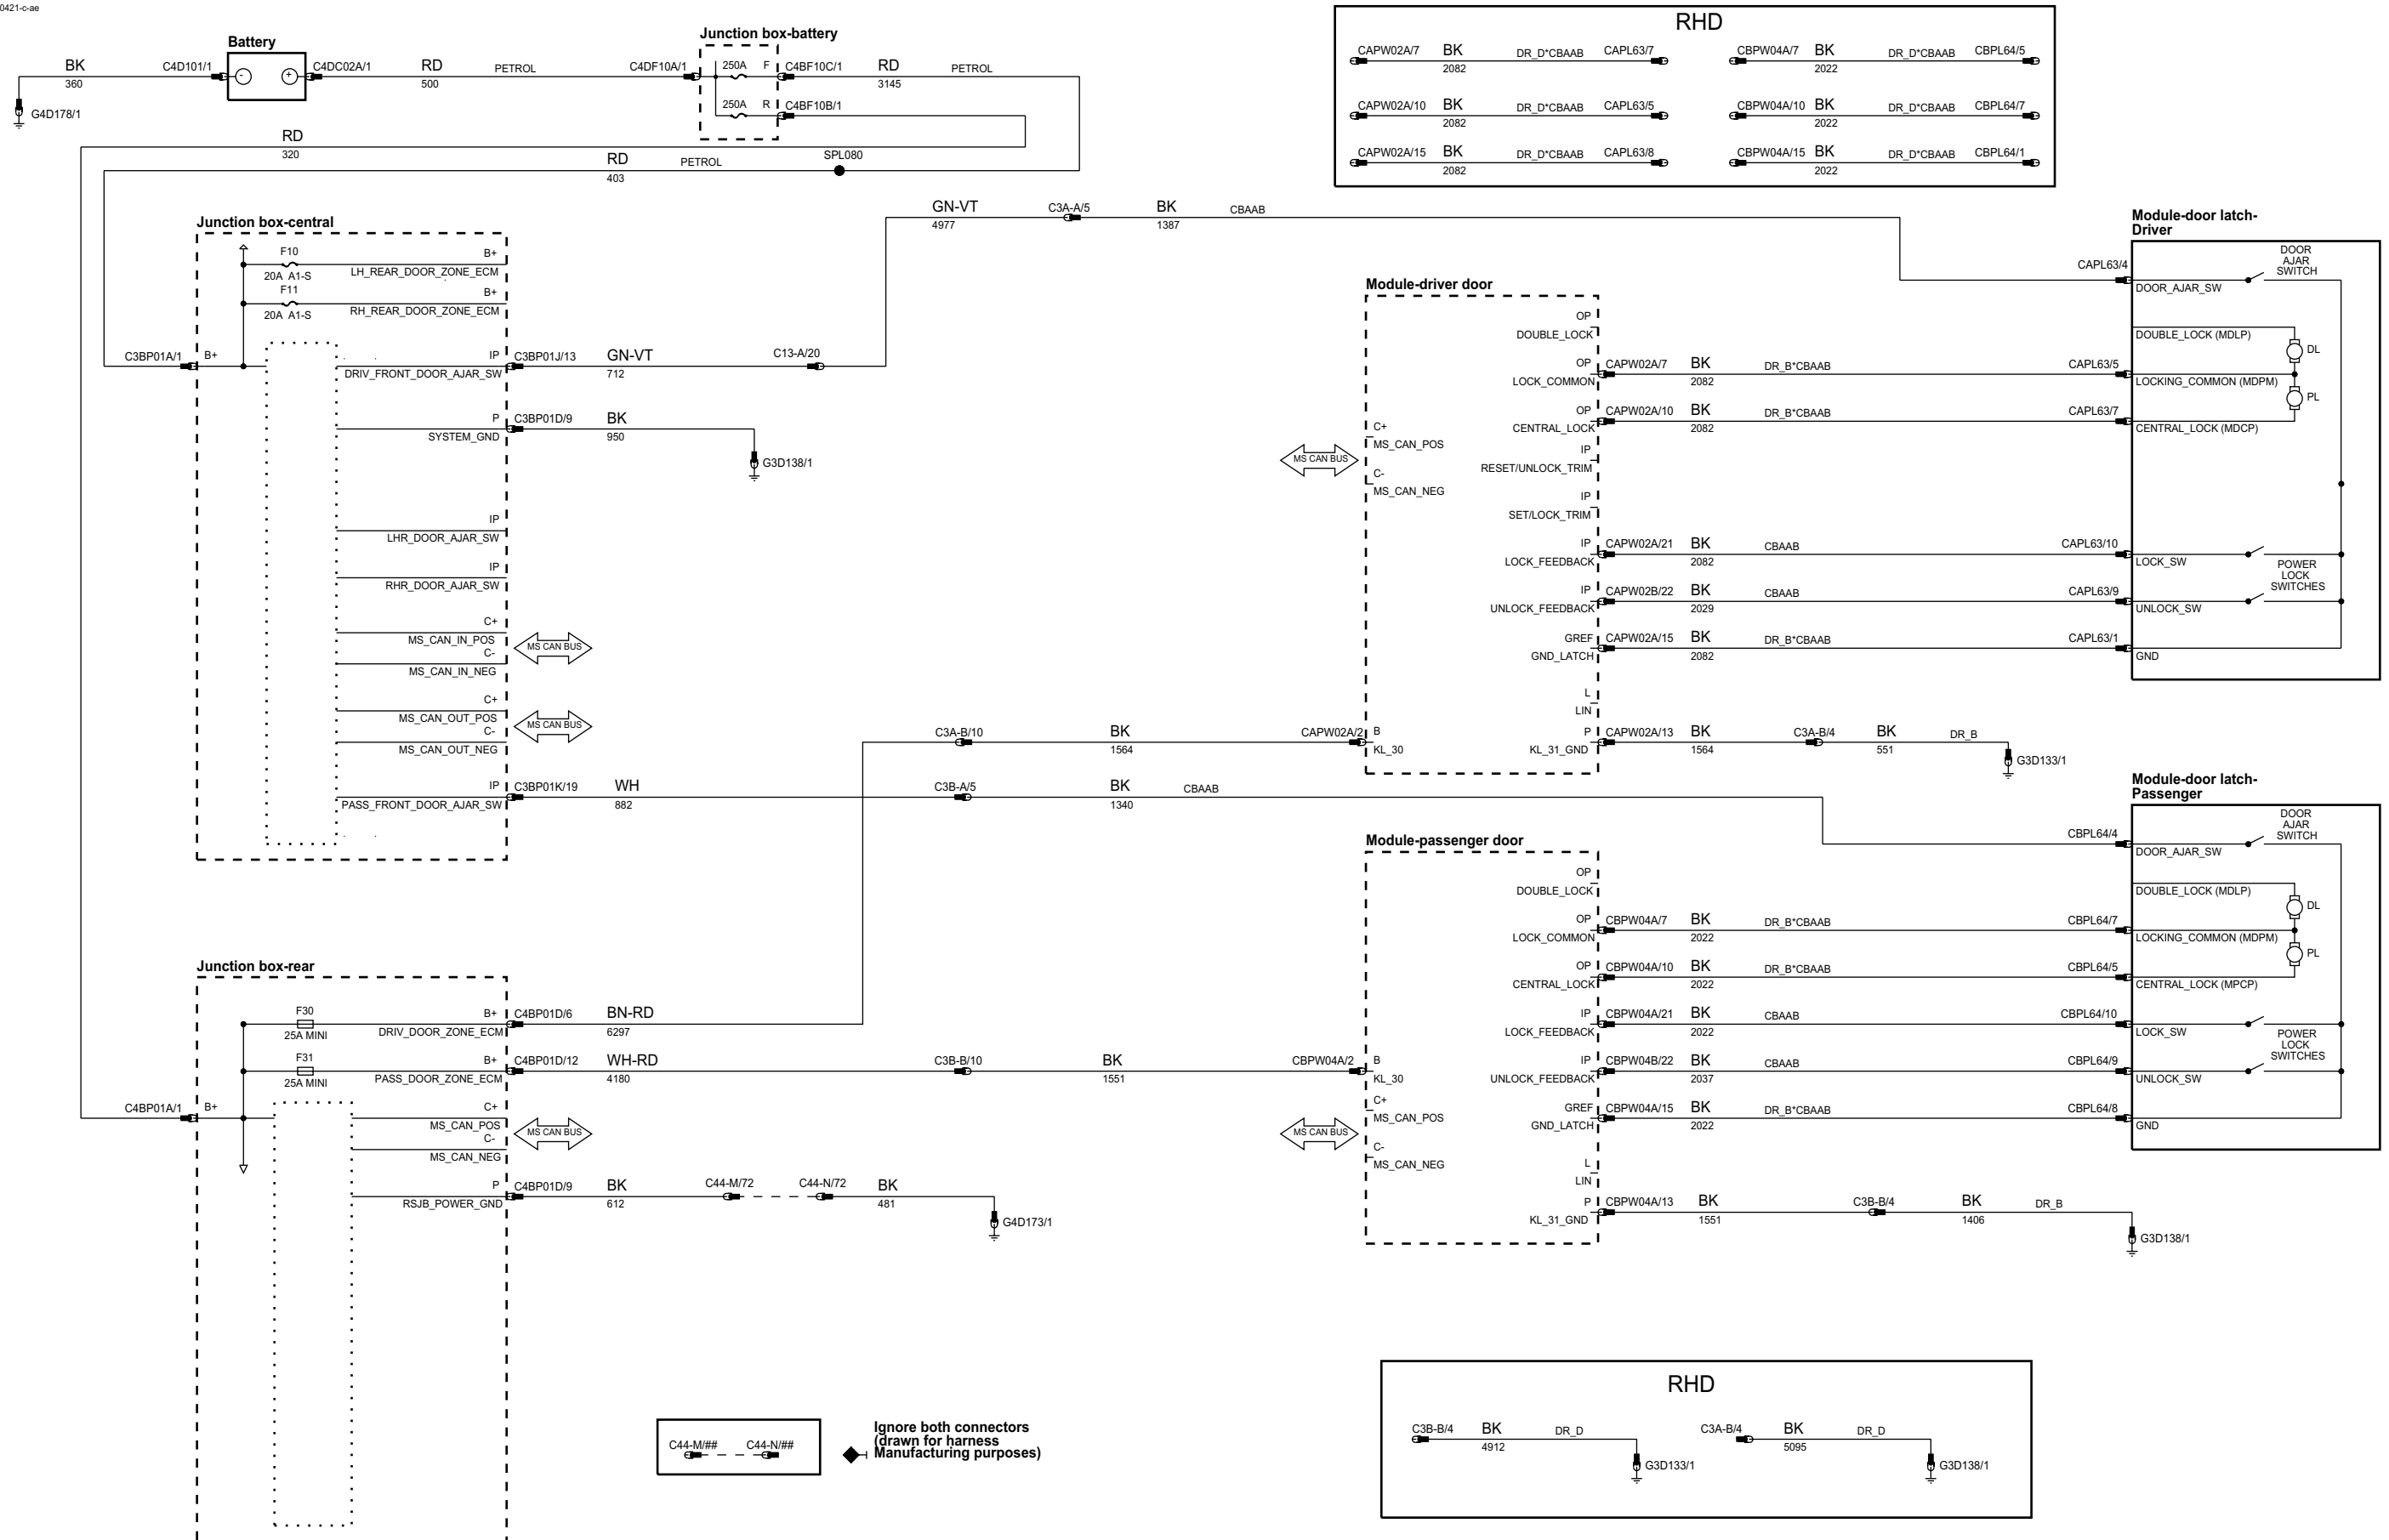 0421-c-ae
Battery
BK
360
C4D101/1
-
+
C4DC02A/1
RD
500
PETROL
G4D178/1
Junction box-battery
C4DF10A/1
250A F
C4BF10C/1
RD
3145
PETROL
250A R
C4BF10B/1
RD
320
RD
403
PETROL
SPL080
RHD
CAPW02A/7 BK DR_D*CBAAB CAPL63/7
2082
CBPW04A/7 BK DR_D*CBAAB CBPL64/5
2022
CAPW02A/10 BK DR_D*CBAAB CAPL63/5
2082
CBPW04A/10 BK DR_D*CBAAB CBPL64/7
2022
CAPW02A/15 BK DR_D*CBAAB CAPL63/8
2082
CBPW04A/15 BK DR_D*CBAAB CBPL64/1
2022
GN-VT
4977
C3A-A/5
BK
1387
CBAAB
Junction box-central
F10
20A A1-S
B+
LH_REAR_DOOR_ZONE_ECM
F11
20A A1-S
B+
RH_REAR_DOOR_ZONE_ECM
C3BP01A/1
B+
IP
DRIV_FRONT_DOOR_AJAR_SW
C3BP01J/13
GN-VT
712
C13-A/20
P
SYSTEM_GND
C3BP01D/9
BK
950
G3D138/1
IP
LHR_DOOR_AJAR_SW
IP
RHR_DOOR_AJAR_SW
C+
MS_CAN_IN_POS
C-
MS_CAN_IN_NEG
MS CAN BUS
C+
MS_CAN_OUT_POS
C-
MS_CAN_OUT_NEG
MS CAN BUS
IP
PASS_FRONT_DOOR_AJAR_SW
C3BP01K/19
WH
882
C3B-A/5
BK
1340
CBAAB
C3A-B/10
BK
1564
CAPW02A/2
Module-driver door
OP
DOUBLE_LOCK
OP
LOCK_COMMON
CAPW02A/7
BK
2082
DR_B*CBAAB
CAPL63/5
OP
CENTRAL_LOCK
CAPW02A/10
BK
2082
DR_B*CBAAB
CAPL63/7
IP
RESET/UNLOCK_TRIM
IP
SET/LOCK_TRIM
MS CAN BUS
C+
MS_CAN_POS
C-
MS_CAN_NEG
IP
LOCK_FEEDBACK
CAPW02A/21
BK
2082
CBAAB
CAPL63/10
IP
UNLOCK_FEEDBACK
CAPW02B/22
BK
2029
CBAAB
CAPL63/9
GREF
GND_LATCH
CAPW02A/15
BK
2082
DR_B*CBAAB
CAPL63/1
L
LIN
B
KL_30
P
KL_31_GND
CAPW02A/13
BK
1564
C3A-B/4
BK
551
DR_B
G3D133/1
Module-door latch-
Driver
CAPL63/4
DOOR_AJAR_SW
DOOR
AJAR
SWITCH
DOUBLE_LOCK (MDLP)
DL
LOCKING_COMMON (MDPM)
PL
CENTRAL_LOCK (MDCP)
LOCK_SW
POWER
LOCK
SWITCHES
UNLOCK_SW
GND
Module-door latch-
Passenger
CBPL64/4
DOOR_AJAR_SW
DOOR
AJAR
SWITCH
DOUBLE_LOCK (MDLP)
DL
LOCKING_COMMON (MDPM)
PL
CENTRAL_LOCK (MPCP)
LOCK_SW
POWER
LOCK
SWITCHES
UNLOCK_SW
GND
Module-passenger door
OP
DOUBLE_LOCK
OP
LOCK_COMMON
CBPW04A/7
BK
2022
DR_B*CBAAB
CBPL64/7
OP
CENTRAL_LOCK
CBPW04A/10
BK
2022
DR_B*CBAAB
CBPL64/5
IP
LOCK_FEEDBACK
CBPW04A/21
BK
2022
CBAAB
CBPL64/10
IP
UNLOCK_FEEDBACK
CBPW04B/22
BK
2037
CBAAB
CBPL64/9
GREF
GND_LATCH
CBPW04A/15
BK
2022
DR_B*CBAAB
CBPL64/8
B
KL_30
C+
MS_CAN_POS
C-
MS_CAN_NEG
MS CAN BUS
L
LIN
P
KL_31_GND
CBPW04A/13
BK
1551
C3B-B/4
BK
1406
DR_B
G3D138/1
Junction box-rear
F30
25A MINI
B+
DRIV_DOOR_ZONE_ECM
C4BP01D/6
BN-RD
6297
F31
25A MINI
B+
PASS_DOOR_ZONE_ECM
C4BP01D/12
WH-RD
4180
C3B-B/10
BK
1551
CBPW04A/2
C4BP01A/1
B+
C+
MS_CAN_POS
C-
MS_CAN_NEG
MS CAN BUS
P
RSJB_POWER_GND
C4BP01D/9
BK
612
C44-M/72
C44-N/72
BK
481
G4D173/1
C44-M/## C44-N/##
Ignore both connectors
(drawn for harness
Manufacturing purposes)
RHD
C3B-B/4
BK
4912
DR_D
G3D133/1
C3A-B/4
BK
5095
DR_D
G3D138/1